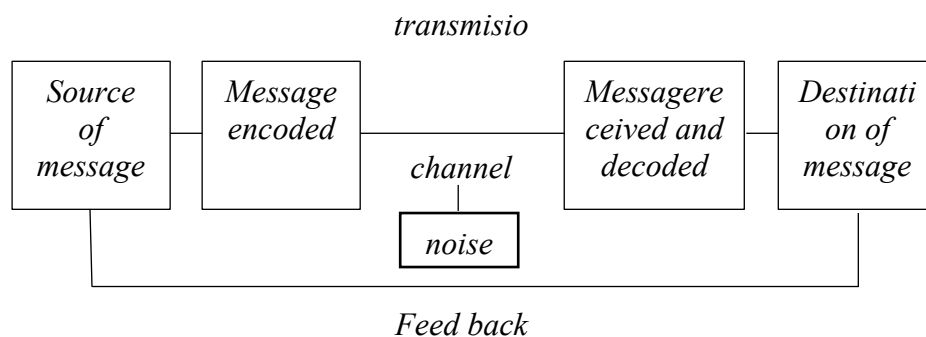 transmisio
Source
of
message
Message
encoded
Messagere
ceived and
decoded
Destinati
on of
message
channel
noise
Feed back